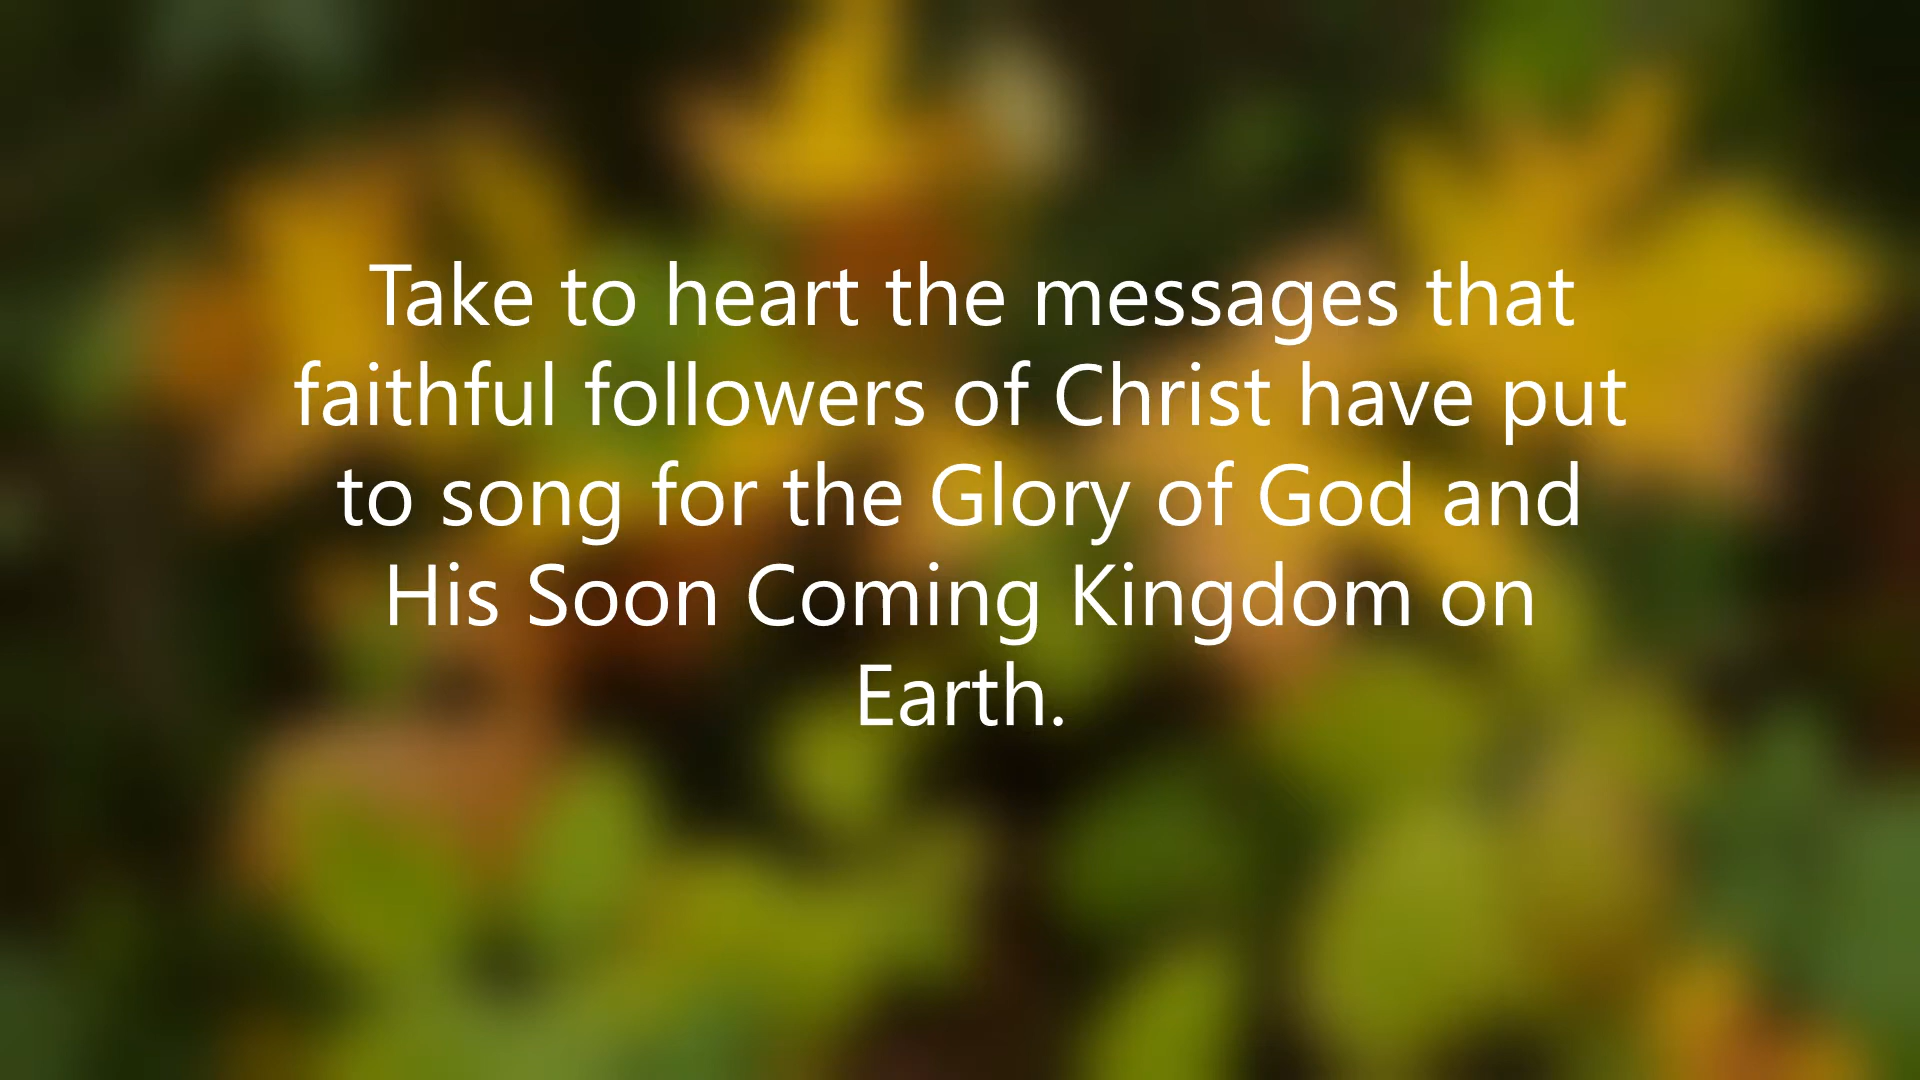 Take to heart the messages that
faithful followers of Christ have put
to song for the Glory of God and
His Soon Coming Kingdom on
Earth.